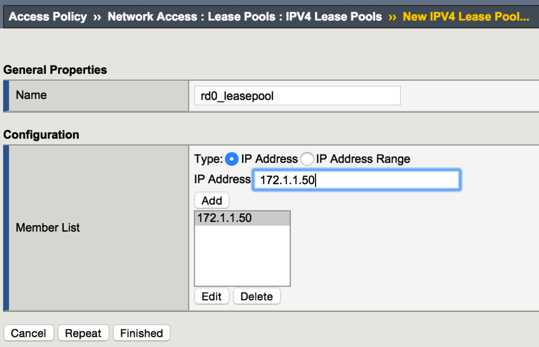 Access Policy ›› Network Access : Lease Pools : IPV4 Lease Pools ›› New IPV4 Lease Pool...
General Properties
Name rd0_leasepool
Configuration
Type: IP Address IP Address Range
IP Address 172.1.1.50
Add
172.1.1.50
Member List
Edit Delete
Cancel Repeat Finished